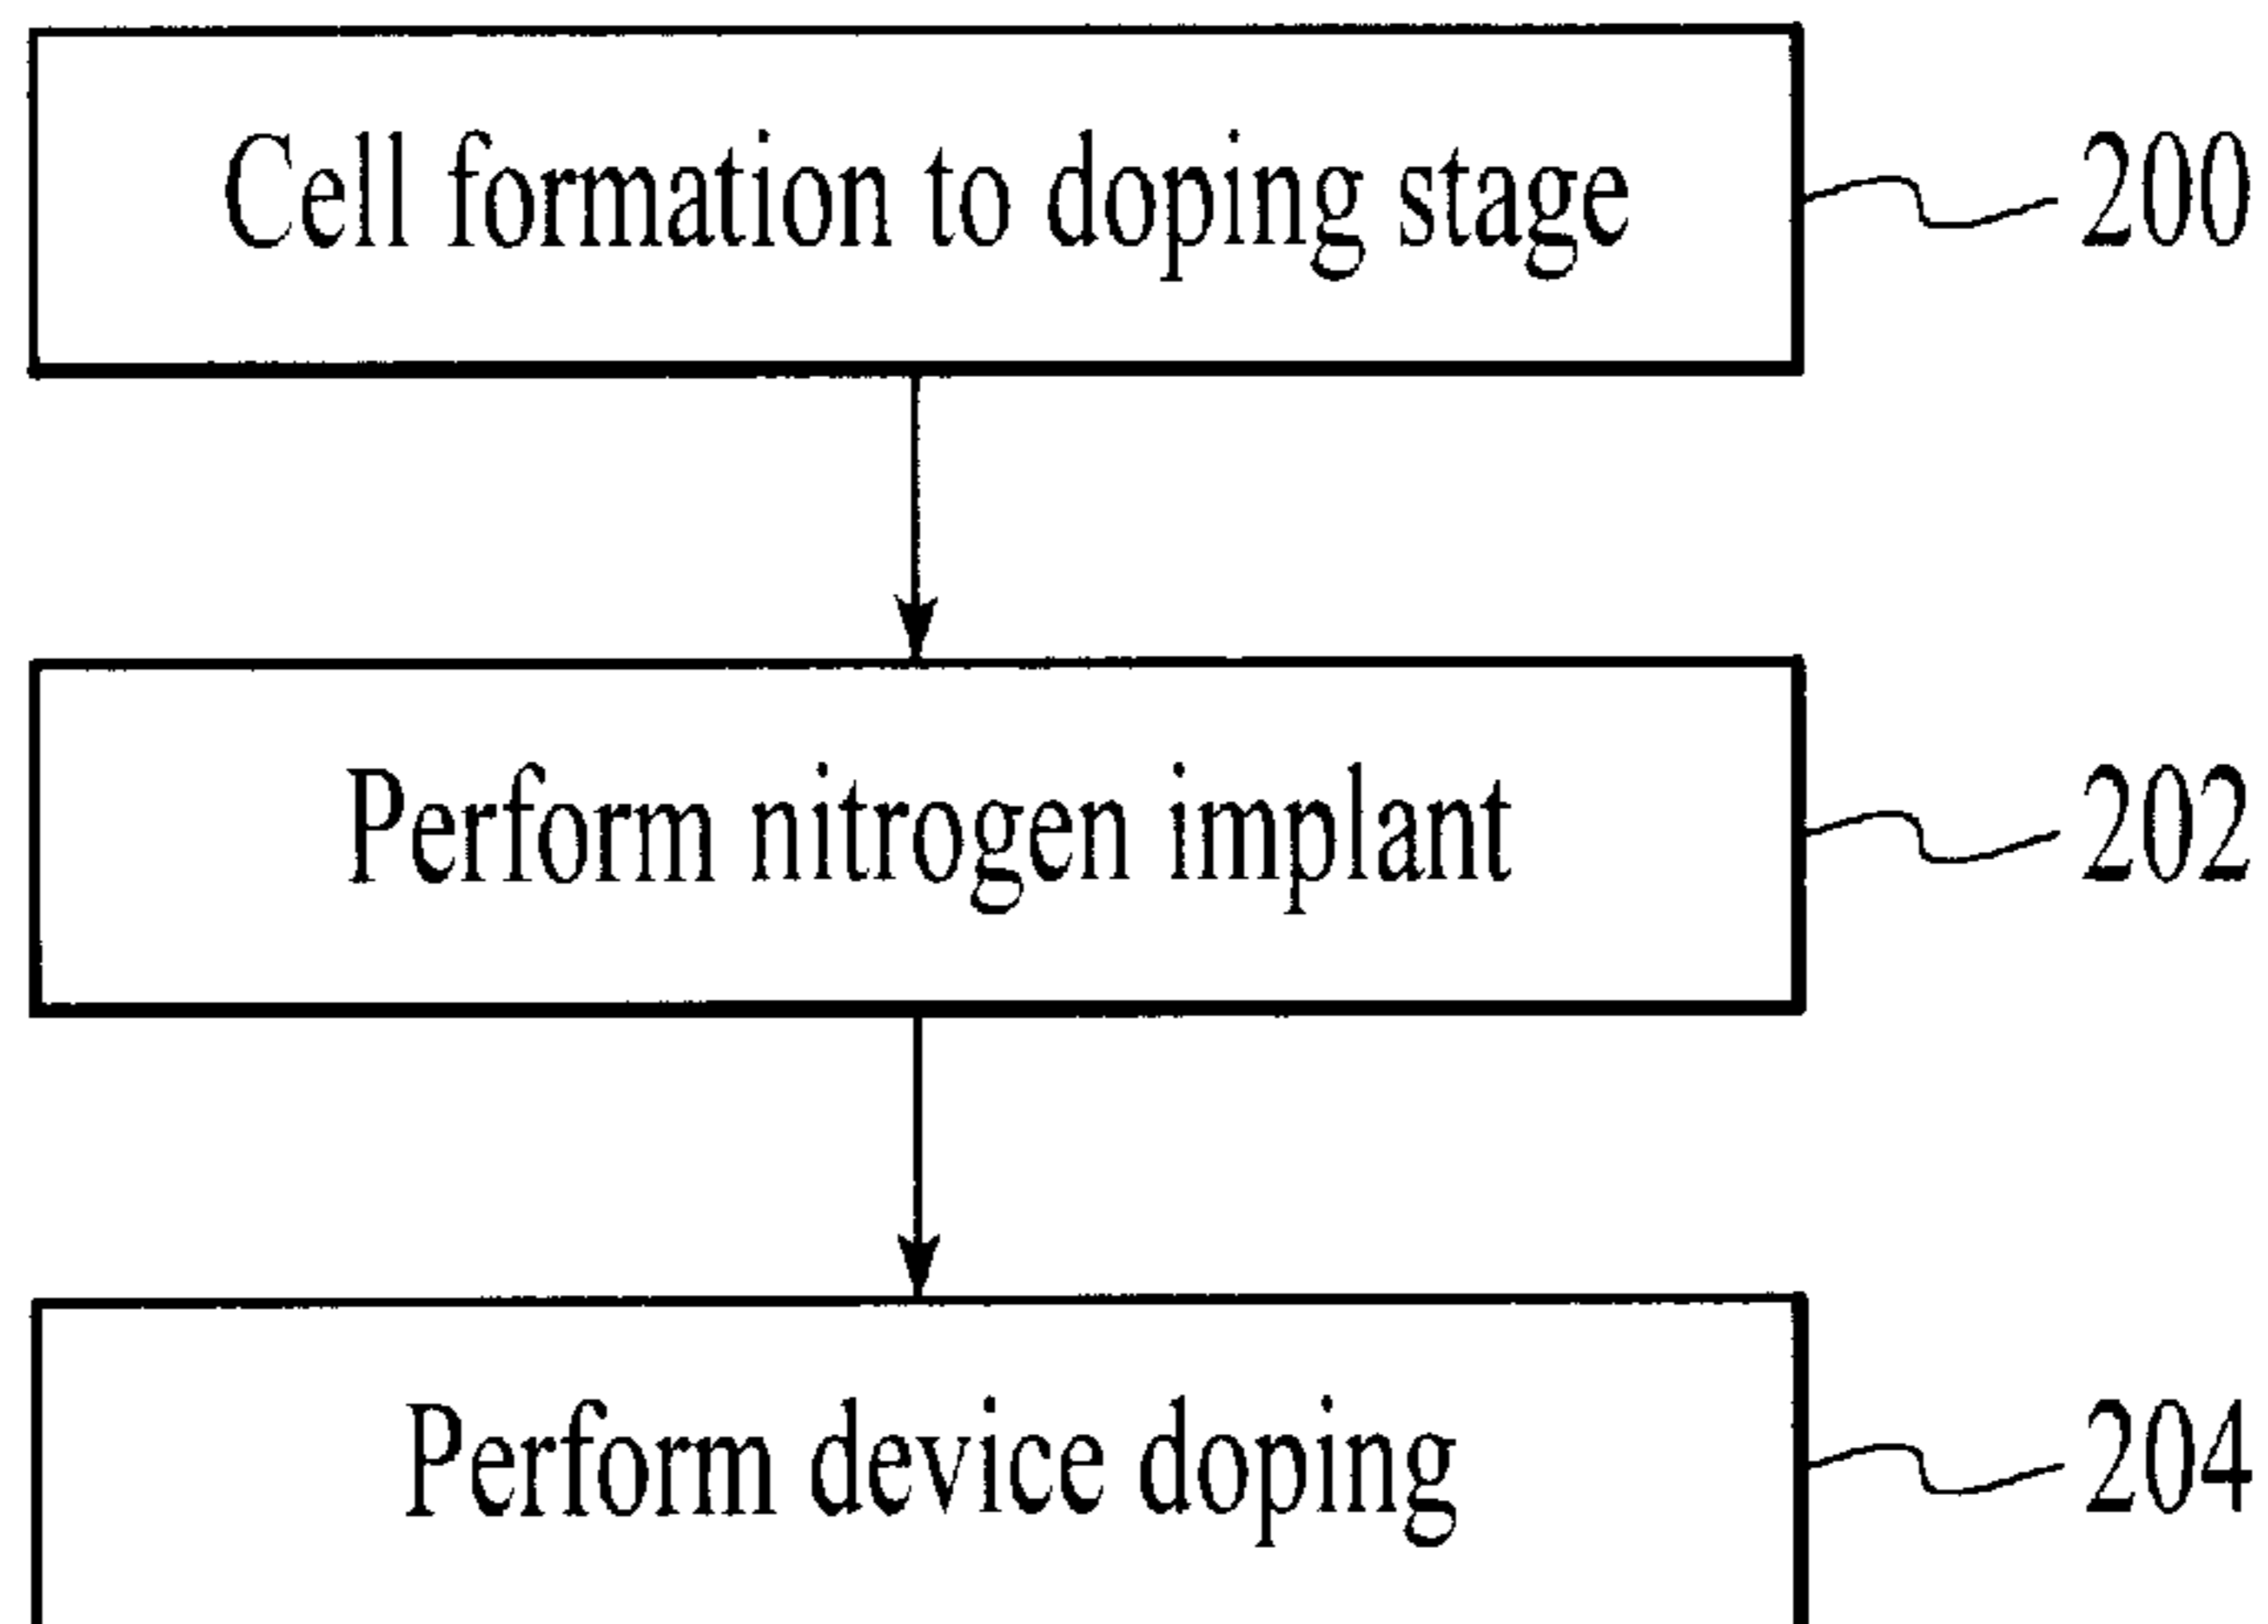 Cell formation to doping stage 200
Perform nitrogen implant 202
Perform device doping 204